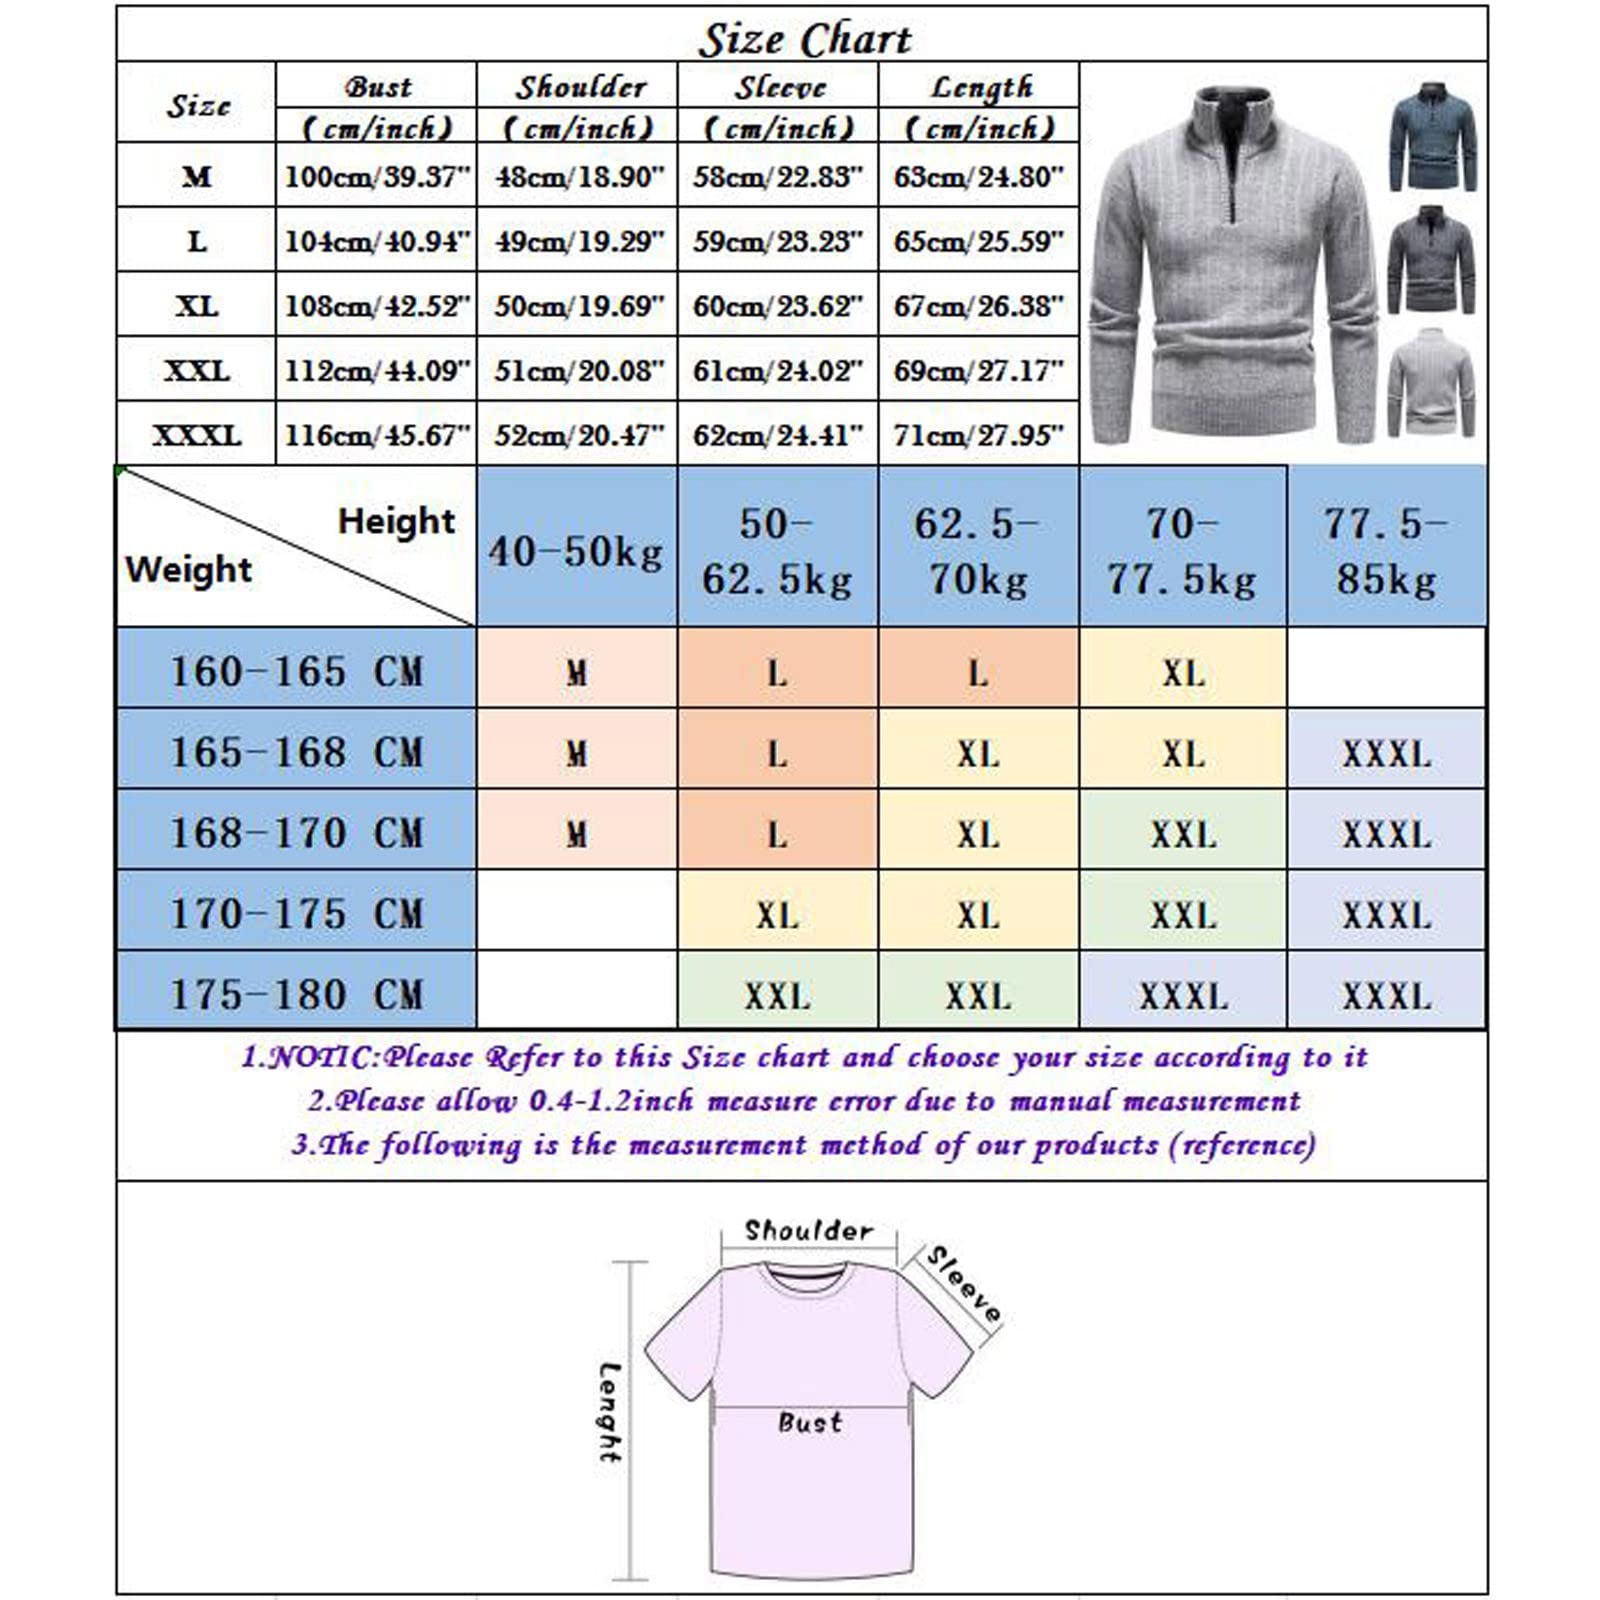 Size Chart
Size Bust Shoulder Sleeve Length
(cm/inch) (cm/inch) (cm/inch) (cm/inch)
M 100cm/39.37" 48cm/18.90" 58cm/22.83" 63cm/24.80"
L 104cm/40.94" 49cm/19.29" 59cm/23.23" 65cm/25.59"
XL 108cm/42.52" 50cm/19.69" 60cm/23.62" 67cm/26.38"
XXL 112cm/44.09" 51cm/20.08" 61cm/24.02" 69cm/27.17"
XXXL 116cm/45.67" 52cm/20.47" 62cm/24.41" 71cm/27.95"
Height
Weight
40-50kg 50-62.5kg 62.5-70kg 70-77.5kg 77.5-85kg
160-165 CM M L L XL
165-168 CM M L XL XL XXXL
168-170 CM M L XL XXL XXXL
170-175 CM XL XL XXL XXXL
175-180 CM XXL XXL XXXL XXXL
1.NOTIC:Please Refer to this Size chart and choose your size according to it
2.Please allow 0.4-1.2inch measure error due to manual measurement
3.The following is the measurement method of our products (reference)
Shoulder
Sleeve
Lenght
Bust